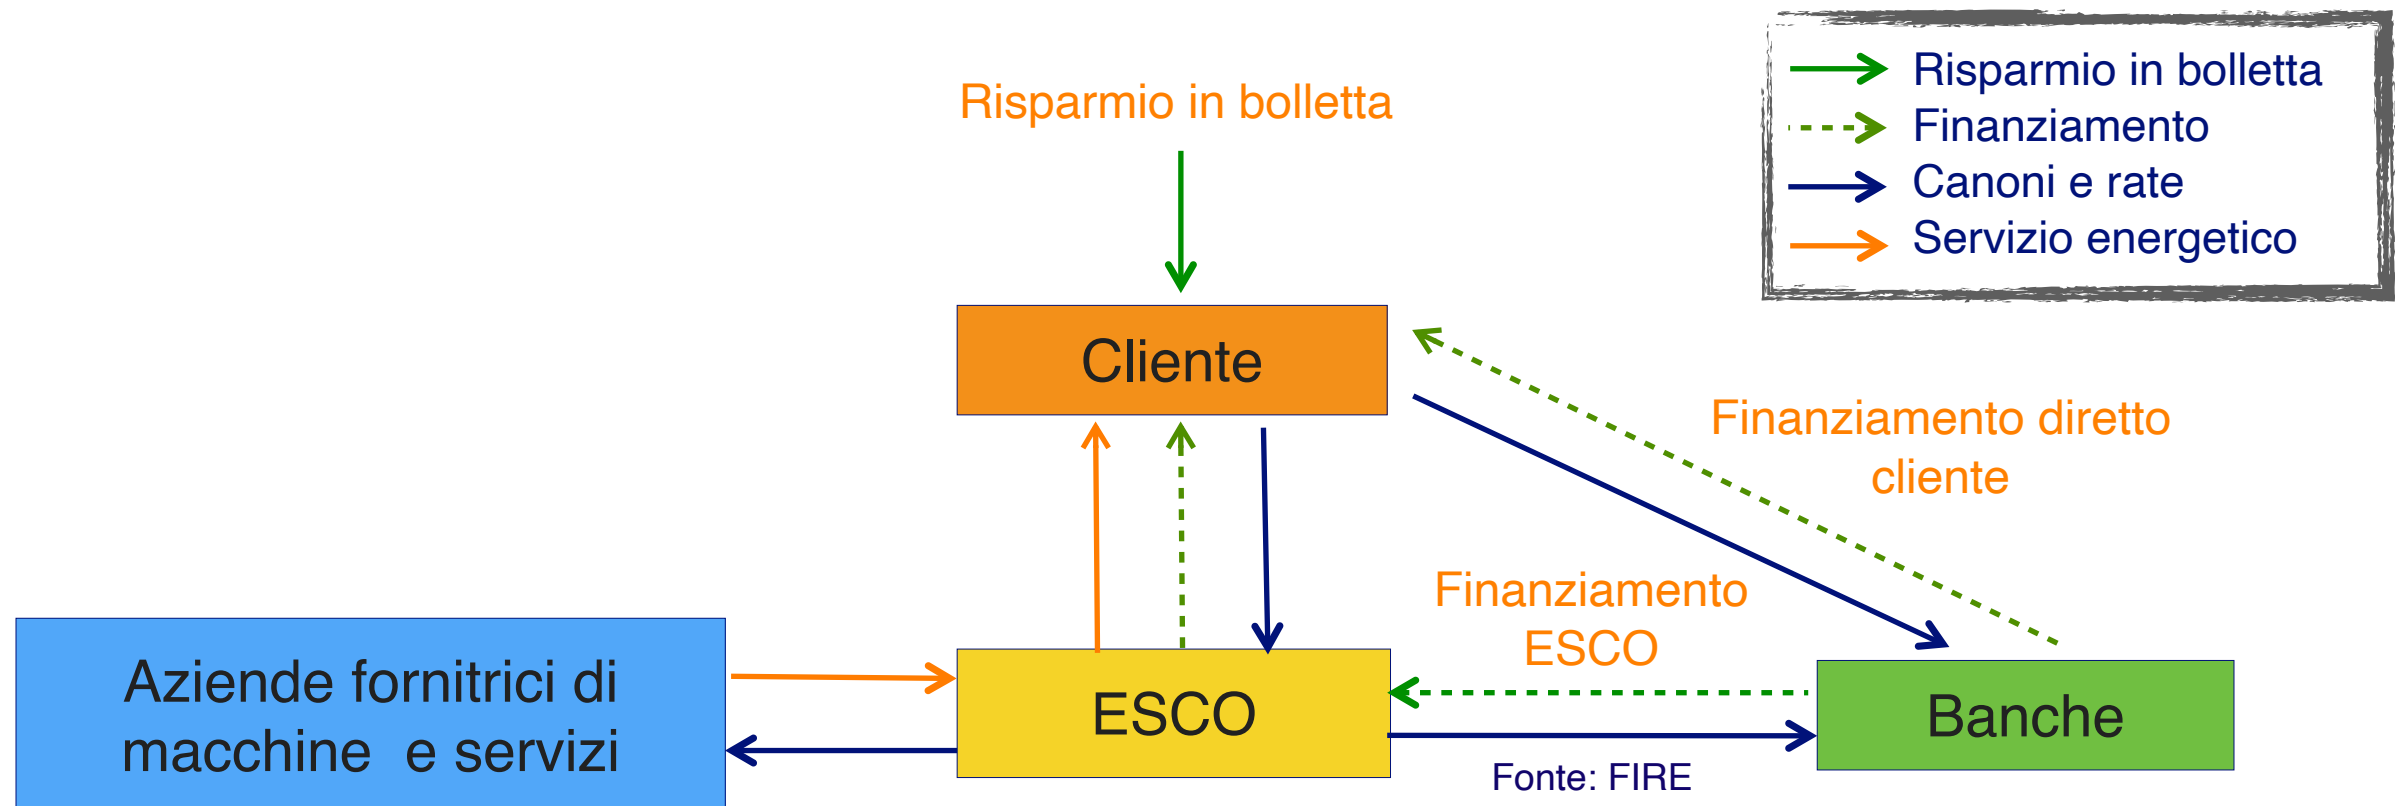 Risparmio in bolletta
Finanziamento
Canoni e rate
Servizio energetico
Risparmio in bolletta
Cliente
Finanziamento diretto
cliente
Finanziamento
ESCO
Aziende fornitrici di
macchine  e servizi
ESCO
Banche
Fonte: FIRE